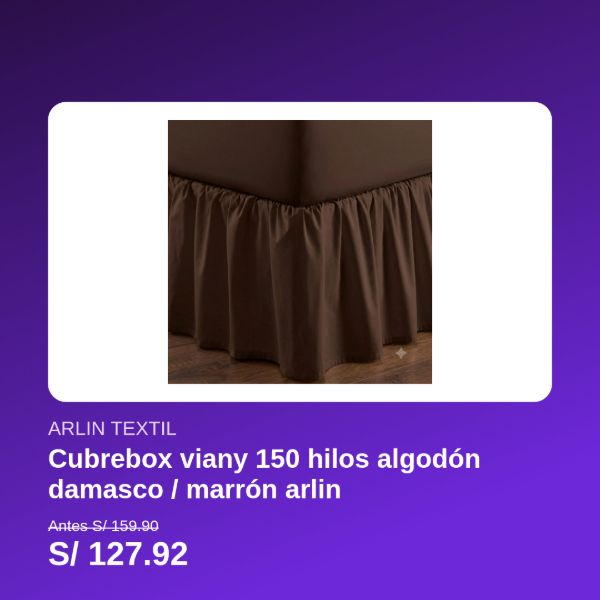 ARLIN TEXTIL
Cubrebox viany 150 hilos algodón
damasco / marrón arlin
Antes S/ 159.90
S/ 127.92